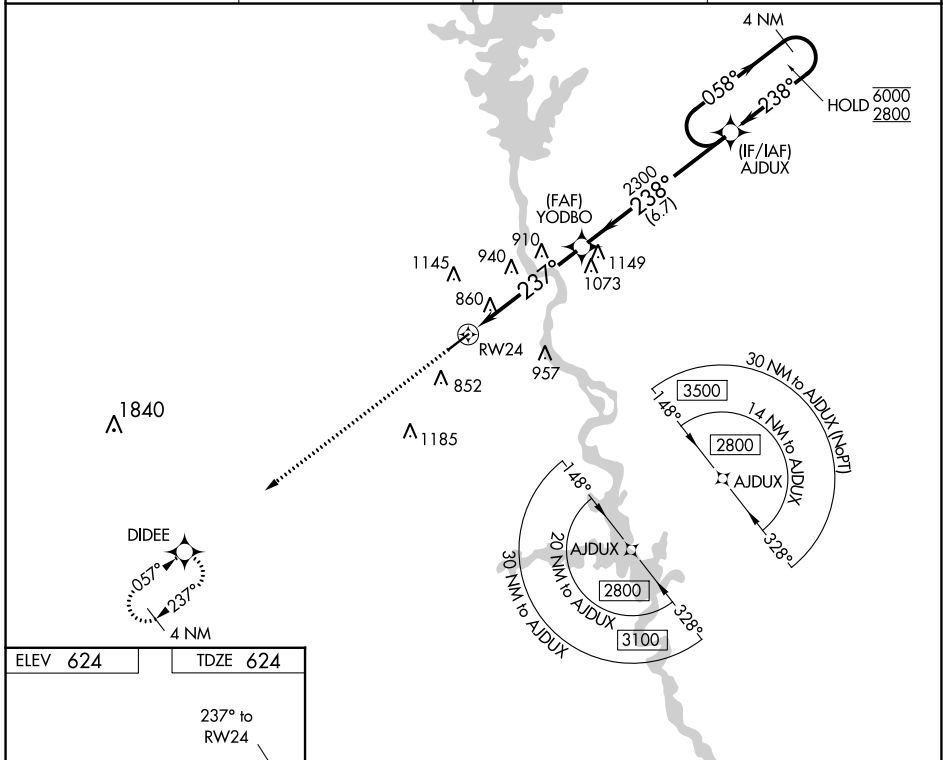 4 NM
058°
238°
HOLD 6000
2800
(IF/IAF)
AJDUX
2300
238°
(6.7)
(FAF)
YODBO
910
940
1145
1149
1073
237°
860
RW24
957
852
1840
1185
30 NM to AJDUX (NoPT)
3500
148°
14 NM to AJDUX
2800
AJDUX
328°
148°
AJDUX
20 NM to AJDUX
30 NM to AJDUX
2800
328°
3100
DIDEE
057°
237°
4 NM
ELEV 624
TDZE 624
237° to
RW24